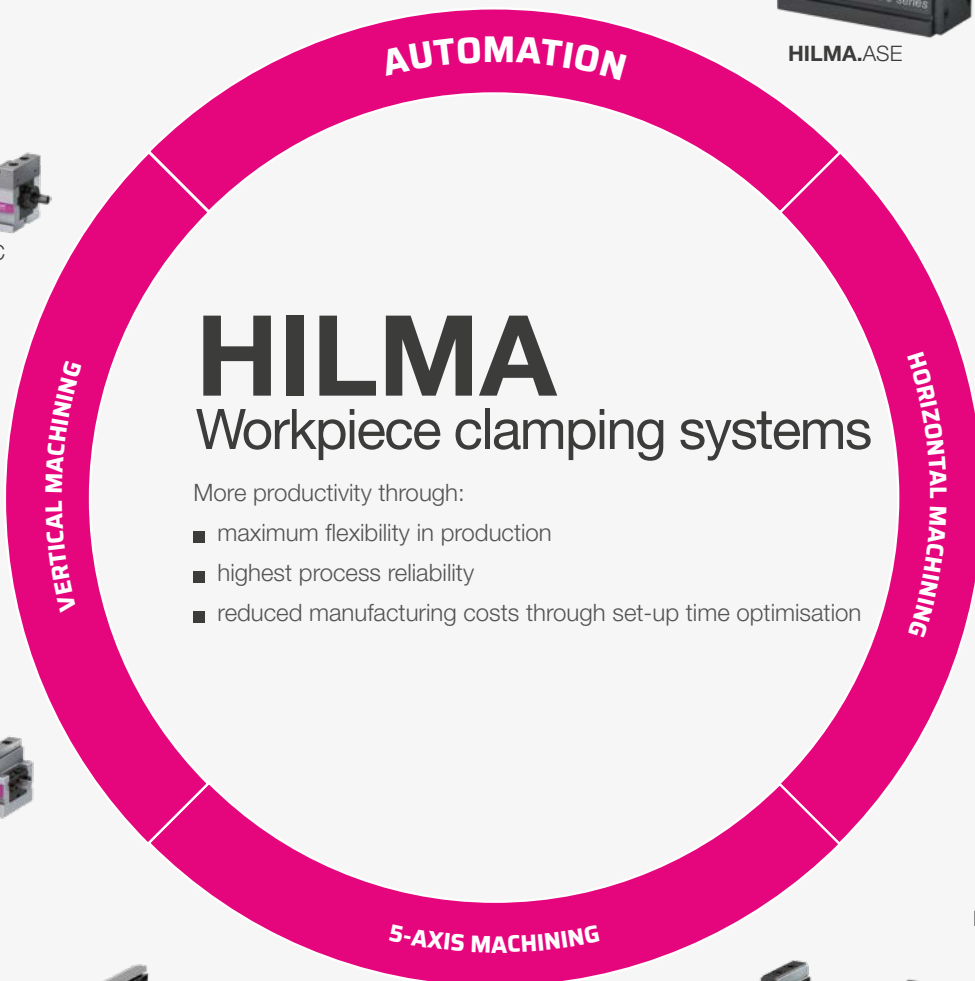 series
HILMA.ASE
AUTOMATION
C
VERTICAL MACHINING
HORIZONTAL MACHINING
HILMA
Workpiece clamping systems
More productivity through:
■ maximum flexibility in production
■ highest process reliability
■ reduced manufacturing costs through set-up time optimisation
5-AXIS MACHINING